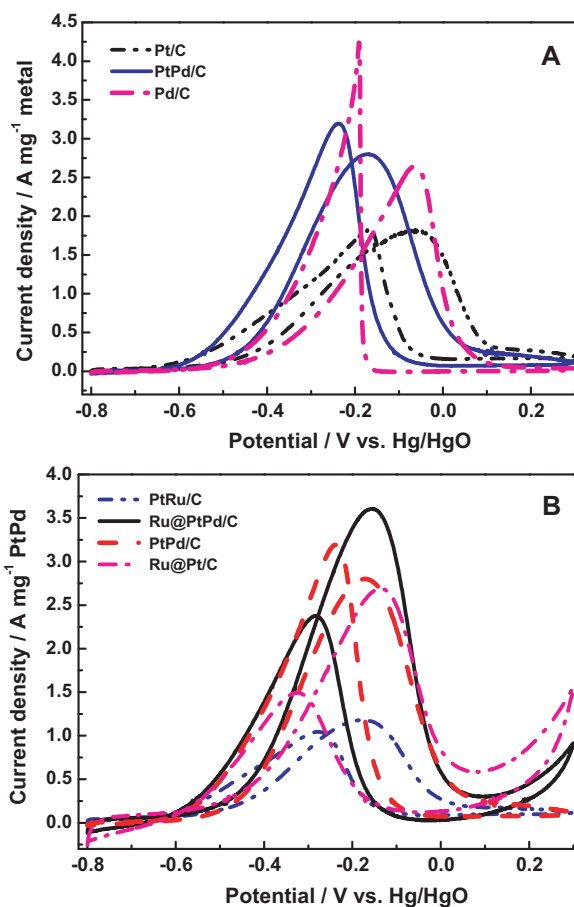 A
Pt/C
PtPd/C
Pd/C
Current density / A mg⁻¹ metal
4.5
4.0
3.5
3.0
2.5
2.0
1.5
1.0
0.5
0.0
-0.8 -0.6 -0.4 -0.2 0.0 0.2
Potential / V vs. Hg/HgO
B
PtRu/C
Ru@PtPd/C
PtPd/C
Ru@Pt/C
Current density / A mg⁻¹ PtPd
4.0
3.5
3.0
2.5
2.0
1.5
1.0
0.5
0.0
-0.8 -0.6 -0.4 -0.2 0.0 0.2
Potential / V vs. Hg/HgO